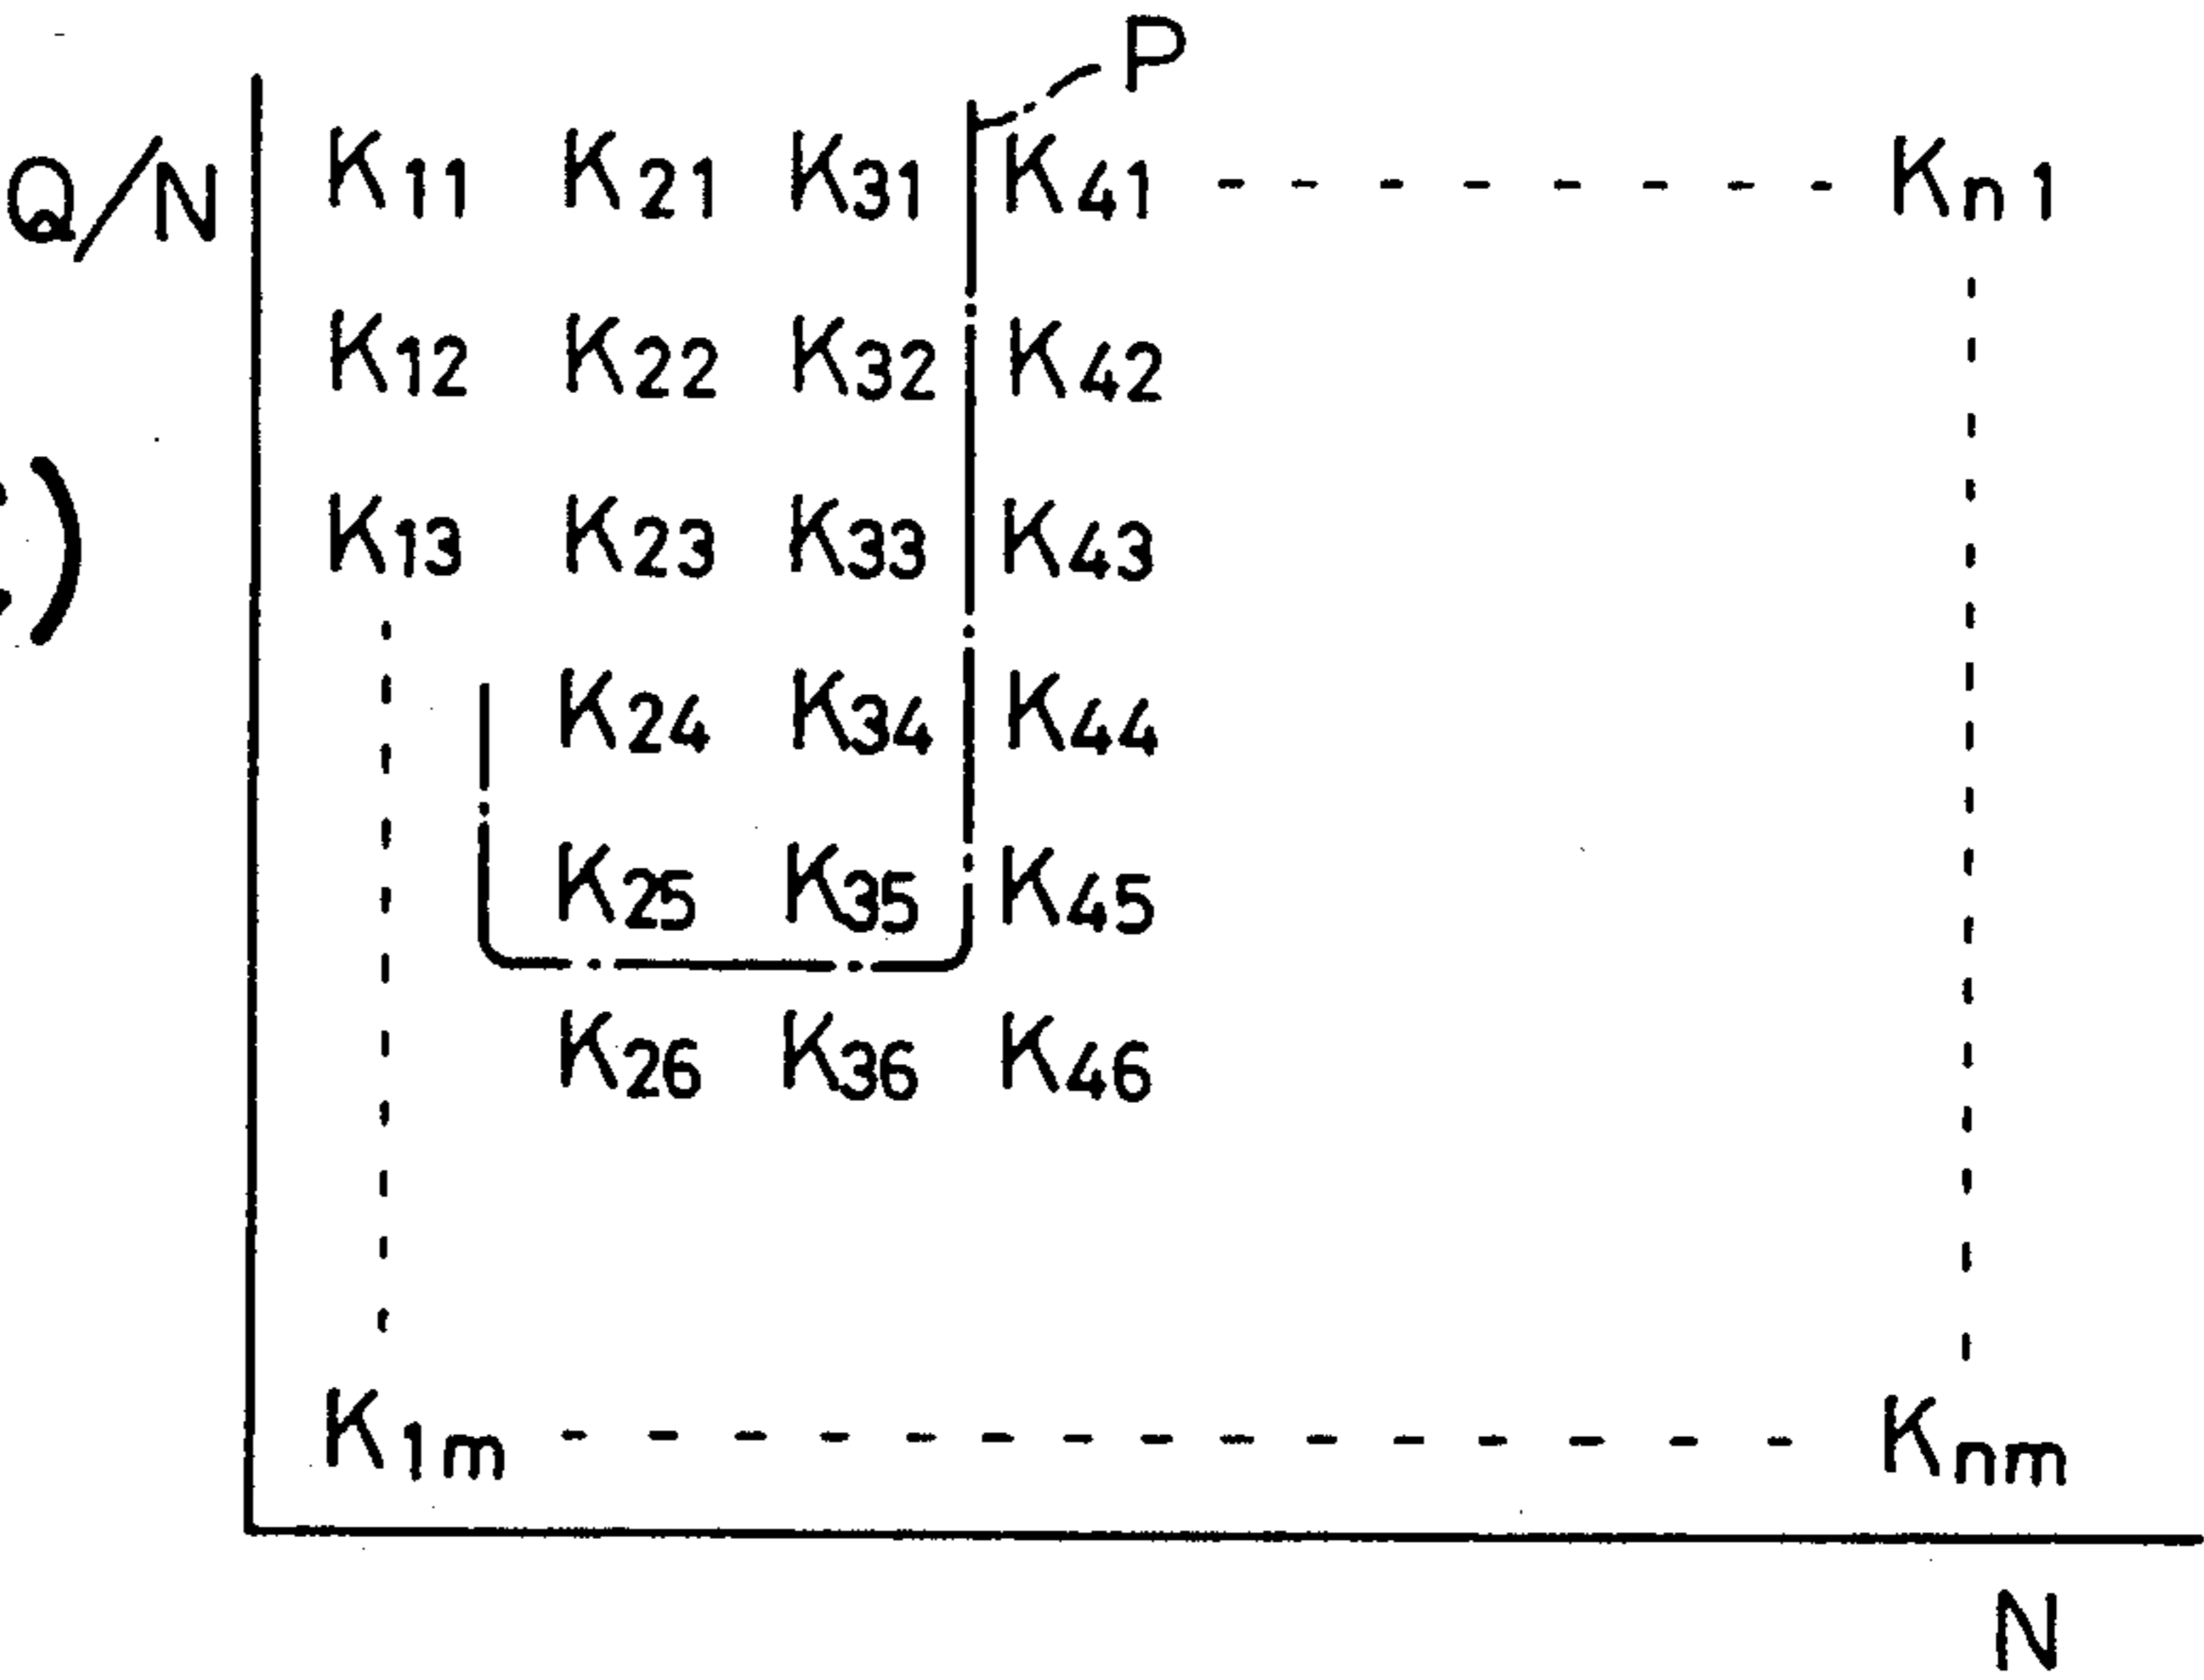 P
Q/N K11 K21 K31 K41 - - - - - - - - Kn1
K12 K22 K32 K42
K13 K23 K33 K43
)
K24 K34 K44
K25 K35 K45
K26 K36 K46
K1m - - - - - - - - - - - - - - - Knm
N